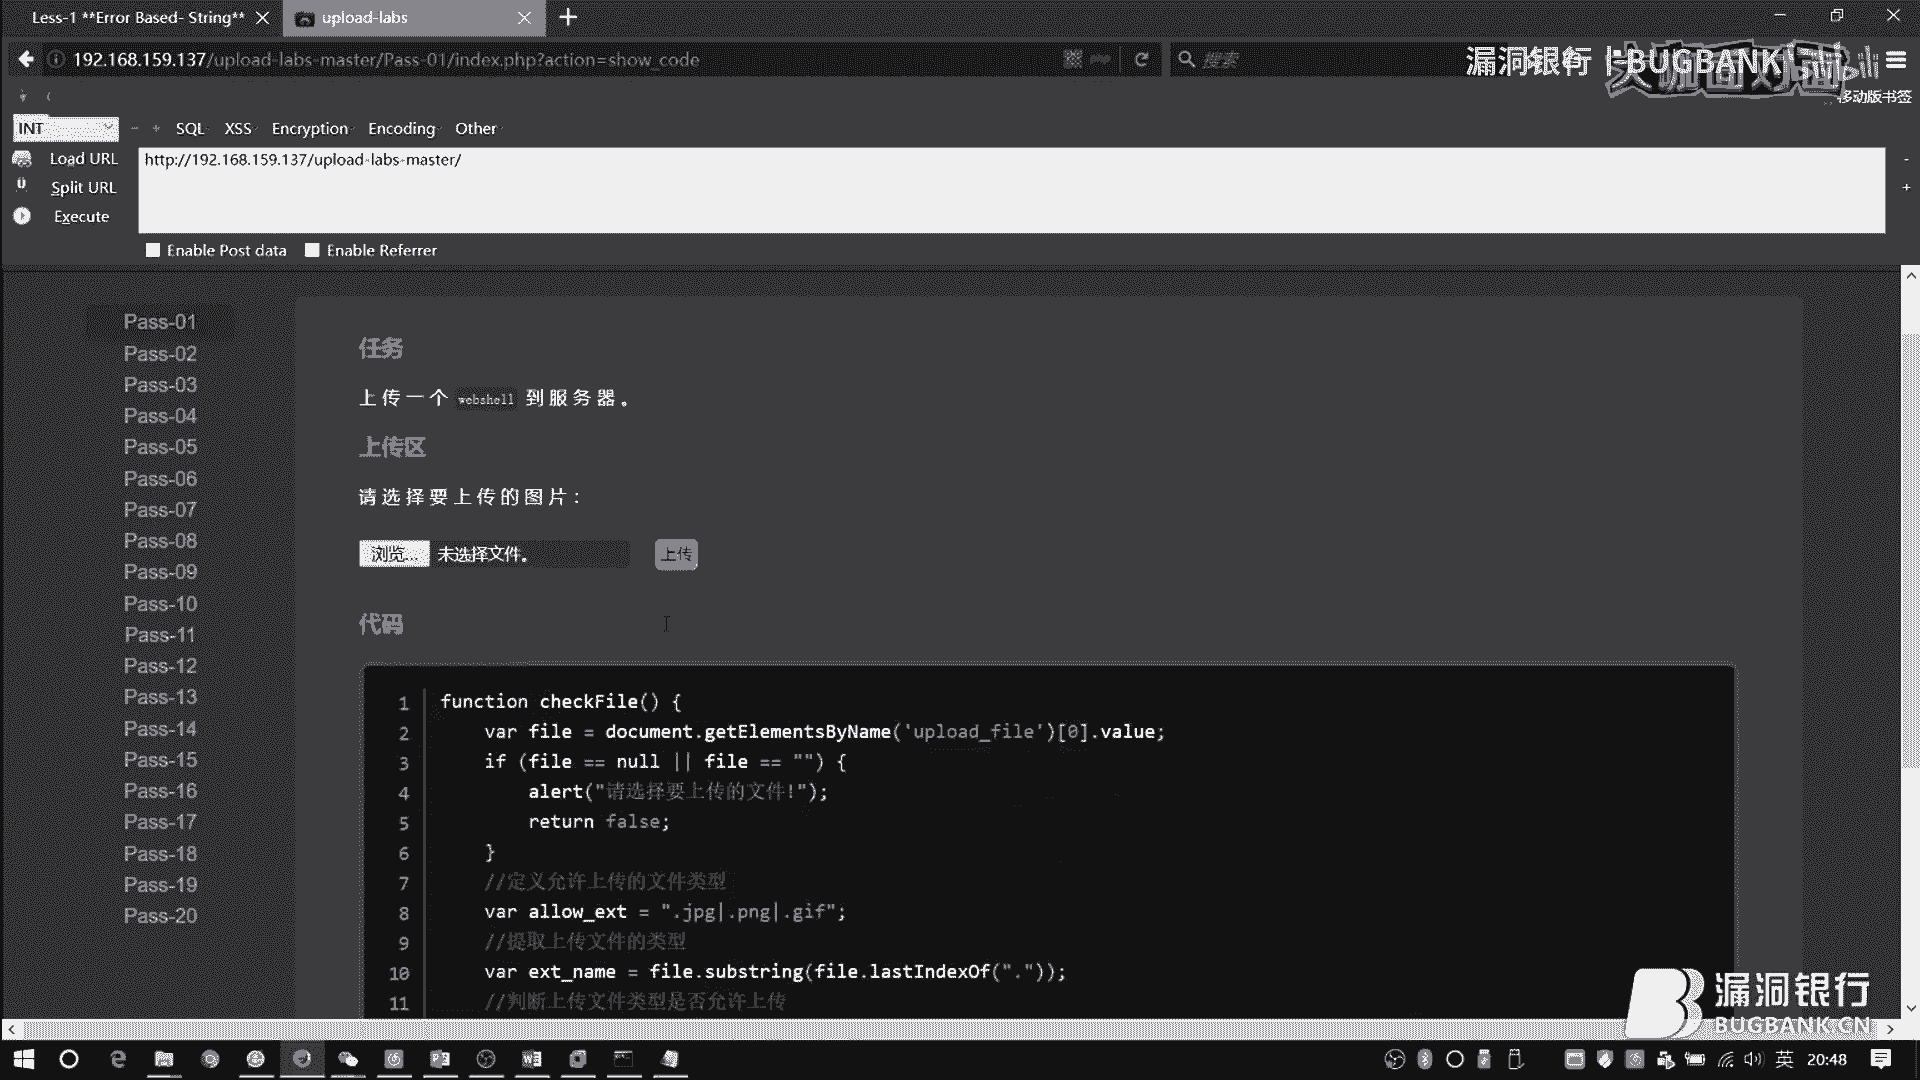 Less-1 **Error Based- String**
upload-labs
192.168.159.137/upload-labs-master/Pass-01/index.php?action=show_code
搜索
漏洞银行 | BUGBANK
移动版书签
INT
SQL XSS Encryption Encoding Other
Load URL
http://192.168.159.137/upload-labs-master/
Split URL
Execute
Enable Post data
Enable Referrer
Pass-01
Pass-02
Pass-03
Pass-04
Pass-05
Pass-06
Pass-07
Pass-08
Pass-09
Pass-10
Pass-11
Pass-12
Pass-13
Pass-14
Pass-15
Pass-16
Pass-17
Pass-18
Pass-19
Pass-20
任务
上传一个 webshell 到服务器。
上传区
请选择要上传的图片：
浏览... 未选择文件。 上传
代码
1 function checkFile() {
2 var file = document.getElementsByName('upload_file')[0].value;
3 if (file == null || file == "") {
4 alert("请选择要上传的文件!");
5 return false;
6 }
7 //定义允许上传的文件类型
8 var allow_ext = ".jpg|.png|.gif";
9 //提取上传文件的类型
10 var ext_name = file.substring(file.lastIndexOf("."));
11 //判断上传文件类型是否允许上传
漏洞银行
BUGBANK.CN
英 20:48